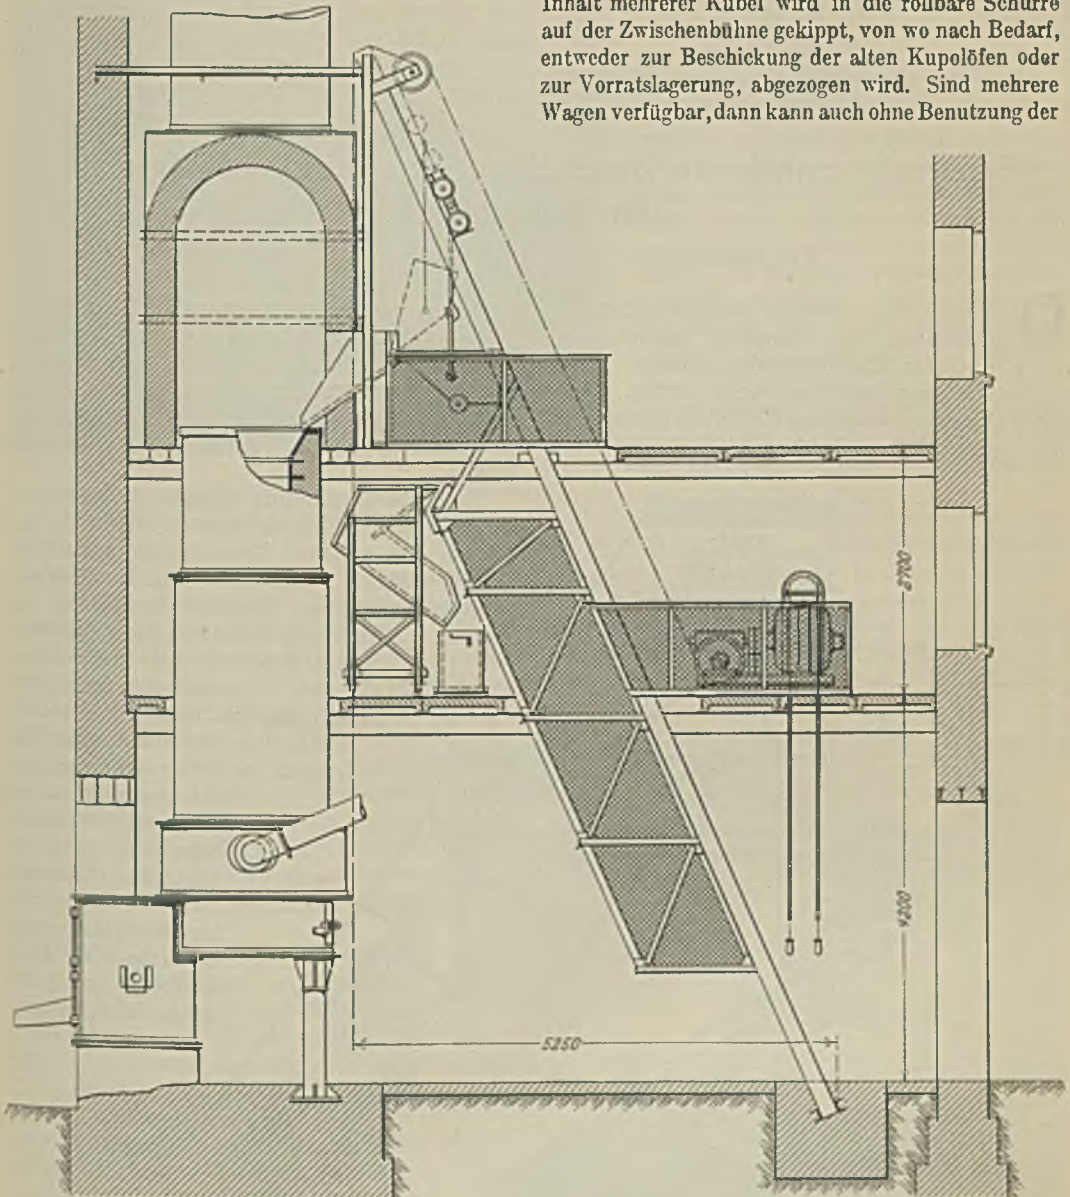 Inhalt mehrerer Kübel wird in die rollbare Schurre
auf der Zwischenbühne gekippt, von wo nach Bedarf,
entweder zur Beschickung der alten Kupolöfen oder
zur Vorratslagerung, abgezogen wird. Sind mehrere
Wagen verfügbar, dann kann auch ohne Benutzung der
2700
4200
5250